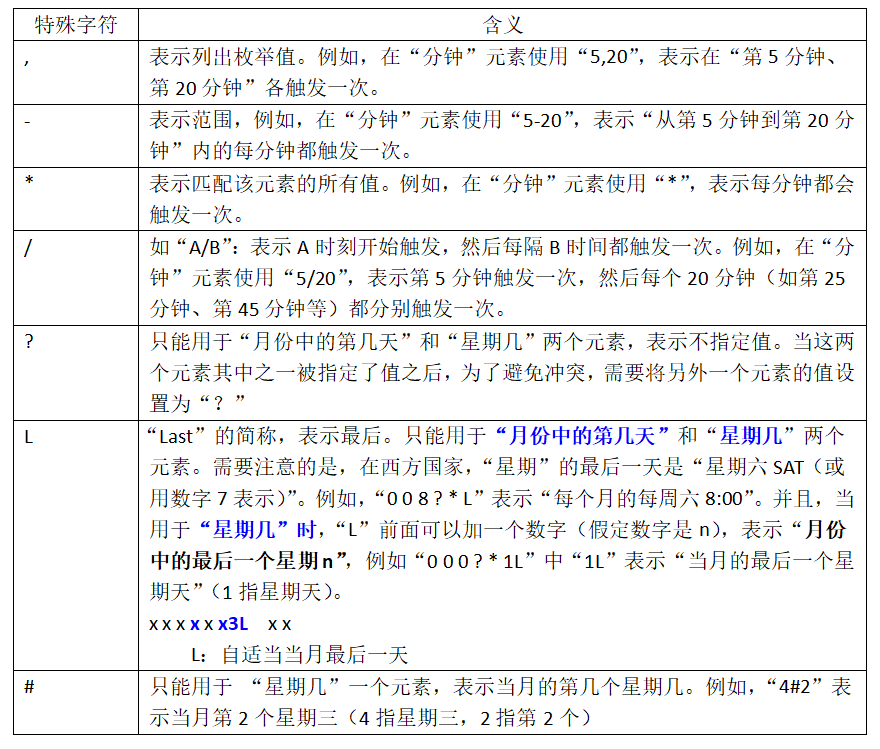 特殊字符 含义
, 表示列出枚举值。例如，在“分钟”元素使用“5,20”，表示在“第 5 分钟、
第 20 分钟”各触发一次。
- 表示范围，例如，在“分钟”元素使用“5-20”，表示“从第 5 分钟到第 20 分
钟”内的每分钟都触发一次。
* 表示匹配该元素的所有值。例如，在“分钟”元素使用“*”，表示每分钟都会
触发一次。
/ 如“A/B”：表示 A 时刻开始触发，然后每隔 B 时间都触发一次。例如，在“分
钟”元素使用“5/20”，表示第 5 分钟触发一次，然后每个 20 分钟（如第 25
分钟、第 45 分钟等）都分别触发一次。
? 只能用于“月份中的第几天”和“星期几”两个元素，表示不指定值。当这两
个元素其中之一被指定了值之后，为了避免冲突，需要将另外一个元素的值设
置为“？”
L “Last”的简称，表示最后。只能用于“月份中的第几天”和“星期几”两个
元素。需要注意的是，在西方国家，“星期”的最后一天是“星期六 SAT（或
用数字 7 表示）”。例如，“0 0 8 ? * L”表示“每个月的每周六 8:00”。并且，当
用于“星期几”时，“L”前面可以加一个数字（假定数字是 n），表示“月份
中的最后一个星期 n”，例如“0 0 0 ? * 1L”中“1L”表示“当月的最后一个星
期天”（1 指星期天）。
x x x x x x3L x x
L：自适当当月最后一天
# 只能用于 “星期几”一个元素，表示当月的第几个星期几。例如，“4#2”表
示当月第 2 个星期三（4 指星期三，2 指第 2 个）